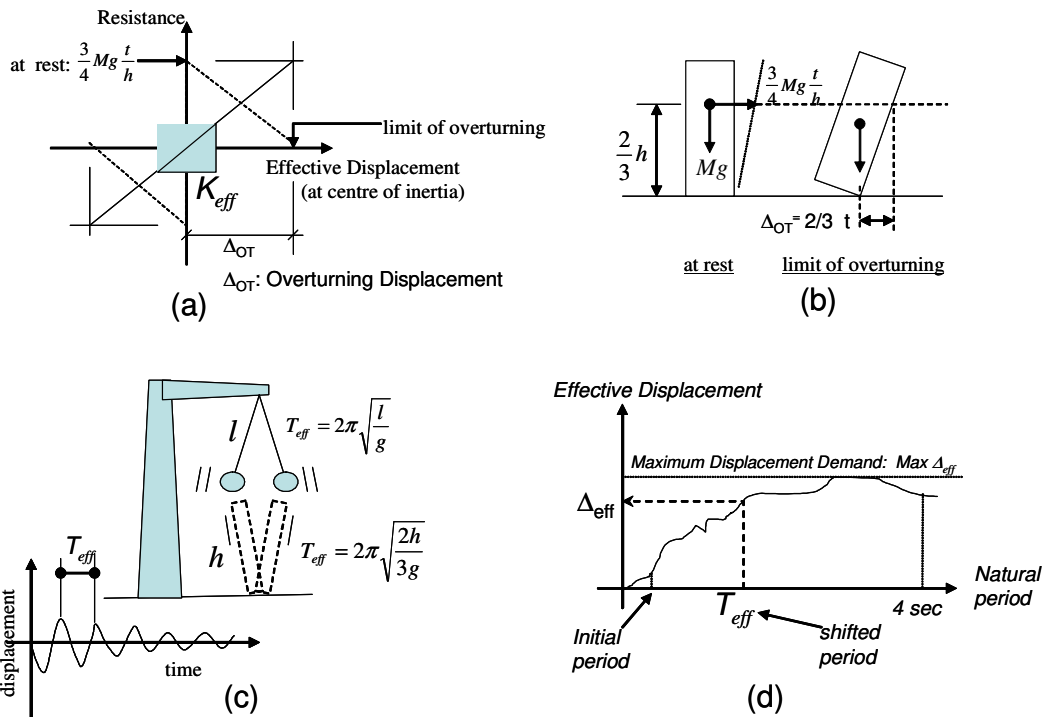 Resistance
at rest: 3/4 Mg t/h
limit of overturning
Effective Displacement
(at centre of inertia)
K_eff
Δ_OT
Δ_OT: Overturning Displacement
(a)
(b)
3/4 Mg t/h
2/3 h
Mg
Δ_OT= 2/3 t
at rest
limit of overturning
l
T_eff = 2π√(l/g)
h
T_eff = 2π√(2h/3g)
T_eff
displacement
time
(c)
Effective Displacement
Maximum Displacement Demand: Max Δ_eff
Δ_eff
Natural
period
4 sec
T_eff
Initial
period
shifted
period
(d)